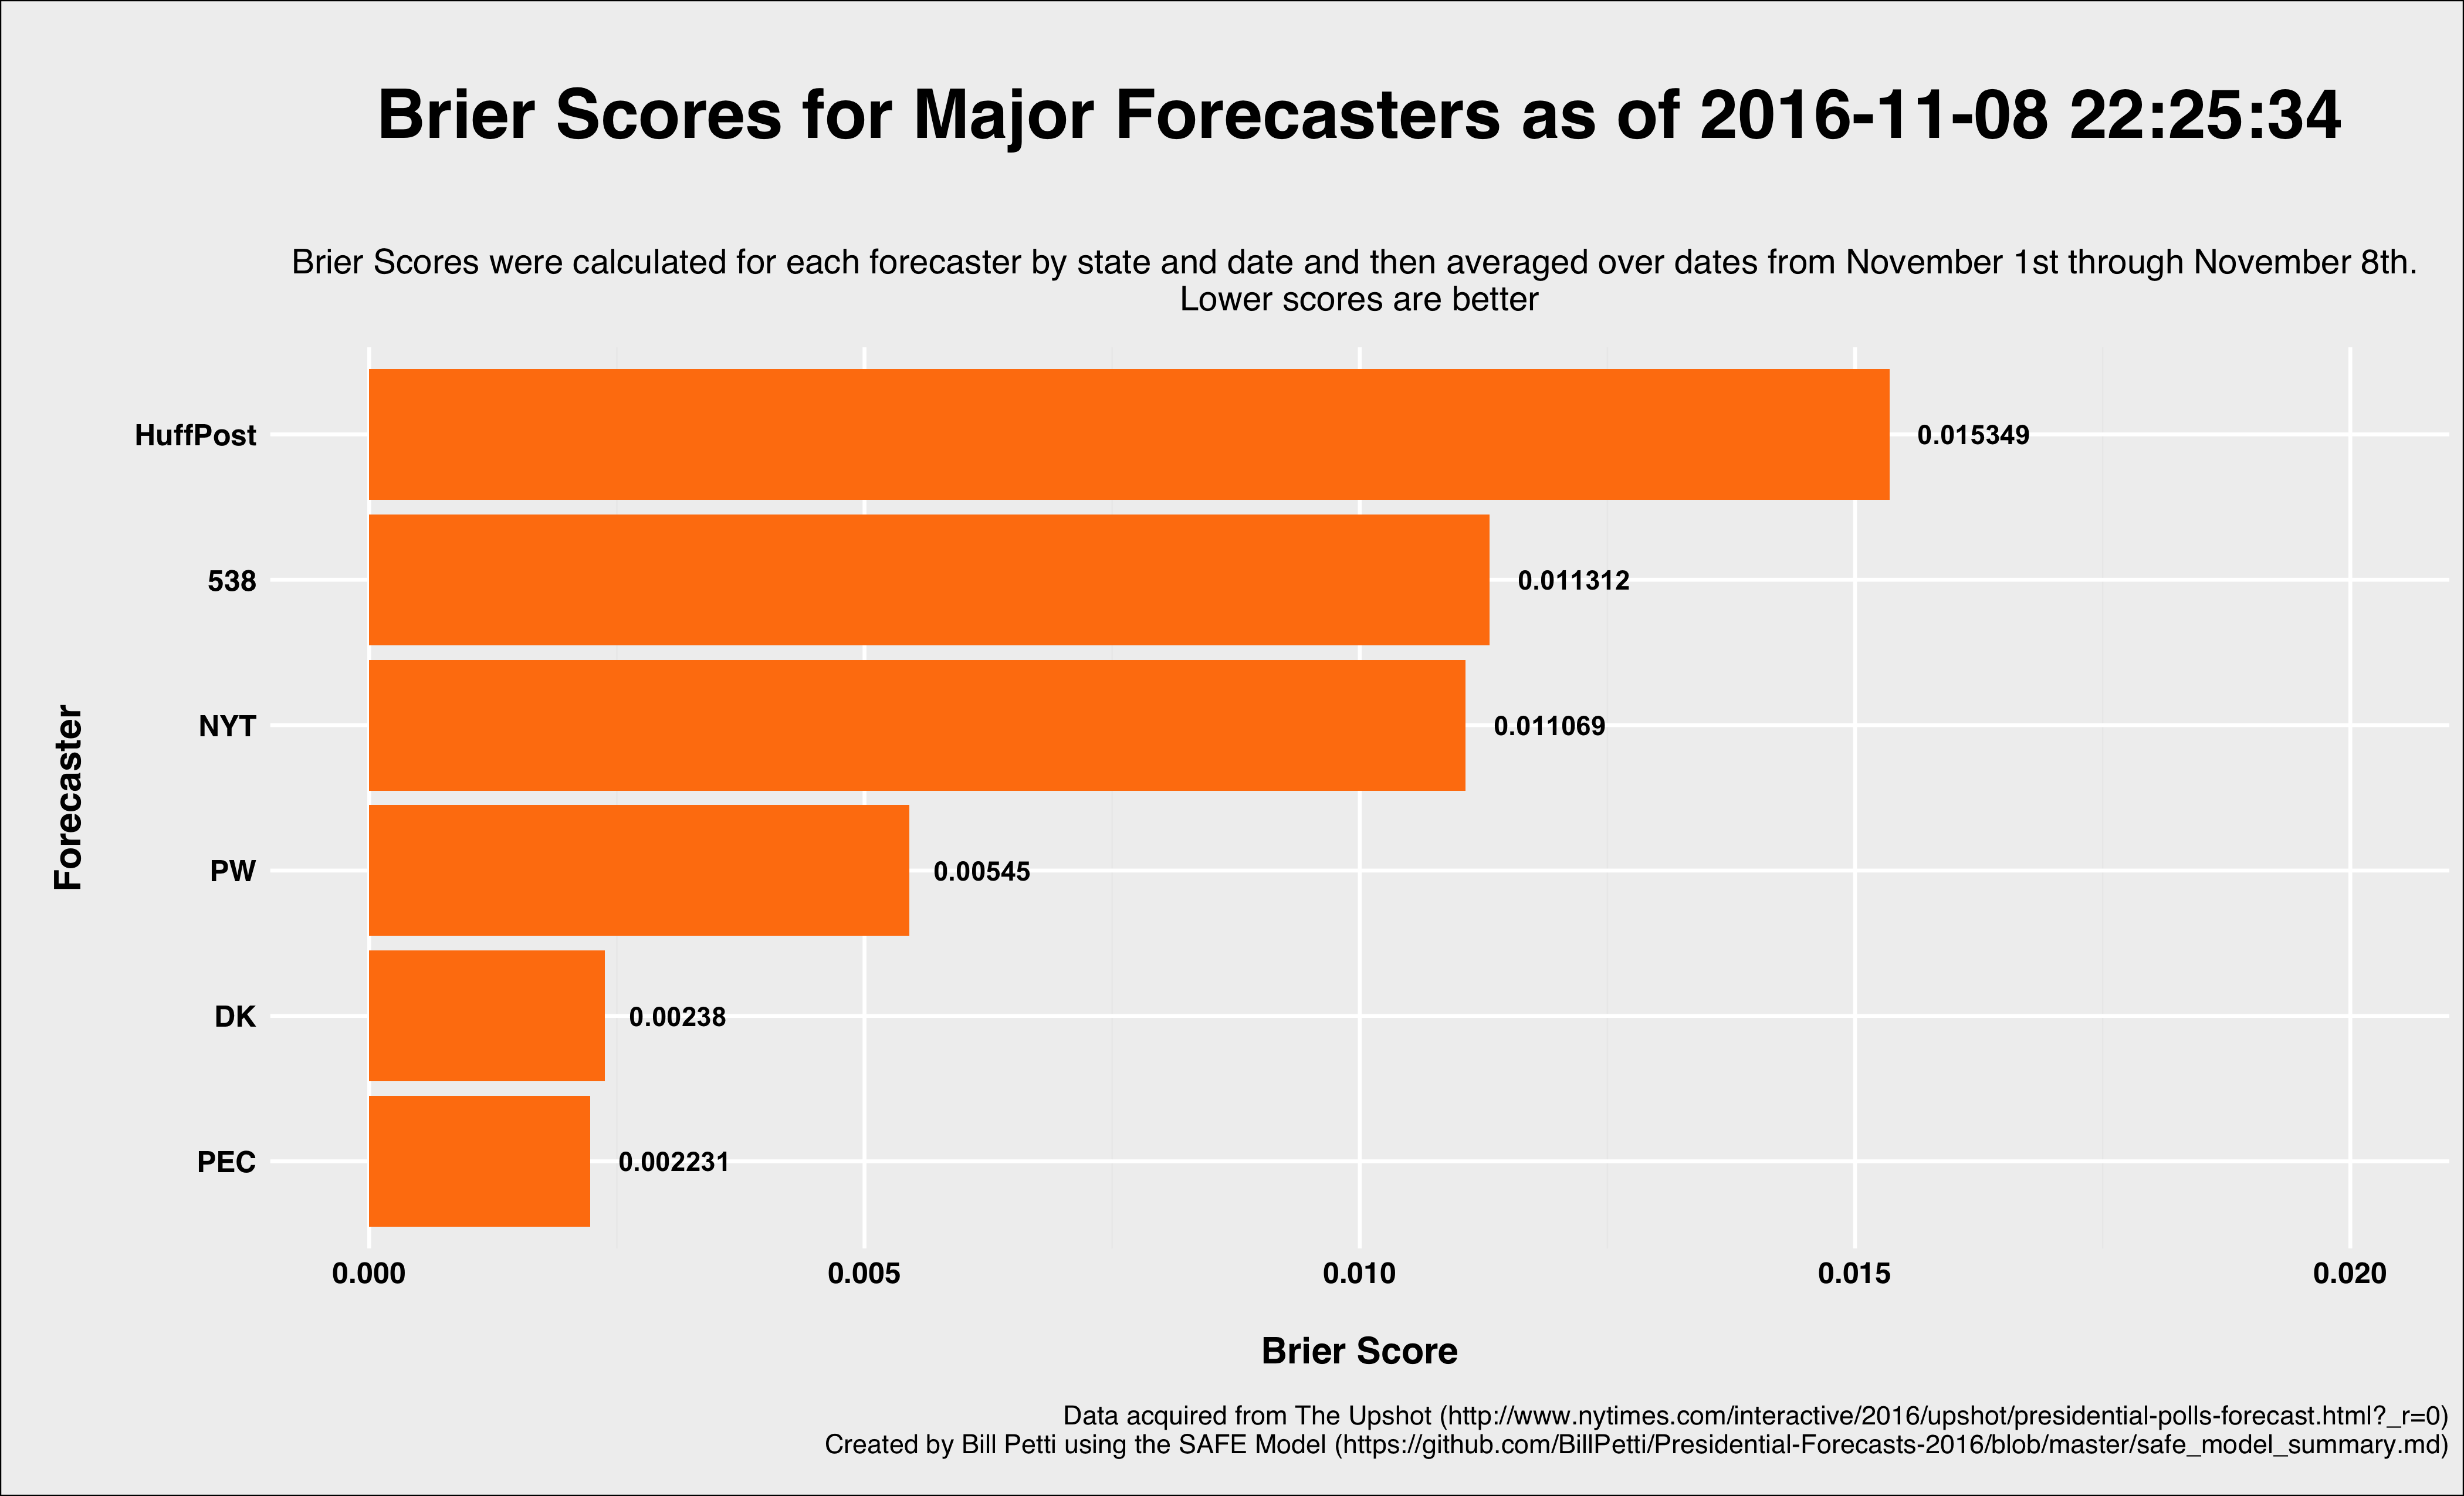 Brier Scores for Major Forecasters as of 2016-11-08 22:25:34
Brier Scores were calculated for each forecaster by state and date and then averaged over dates from November 1st through November 8th.
Lower scores are better
Forecaster
HuffPost
0.015349
538
0.011312
NYT
0.011069
PW
0.00545
DK
0.00238
PEC
0.002231
0.000
0.005
0.010
0.015
0.020
Brier Score
Data acquired from The Upshot (http://www.nytimes.com/interactive/2016/upshot/presidential-polls-forecast.html?_r=0)
Created by Bill Petti using the SAFE Model (https://github.com/BillPetti/Presidential-Forecasts-2016/blob/master/safe_model_summary.md)